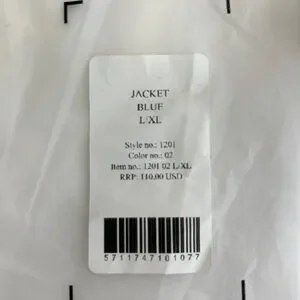 JACKET
BLUE
L/XL
Style no.: 1201
Color no.: 02
Item no.: 1201 02 L/XL
RRP: 110,00 USD
5711747101077